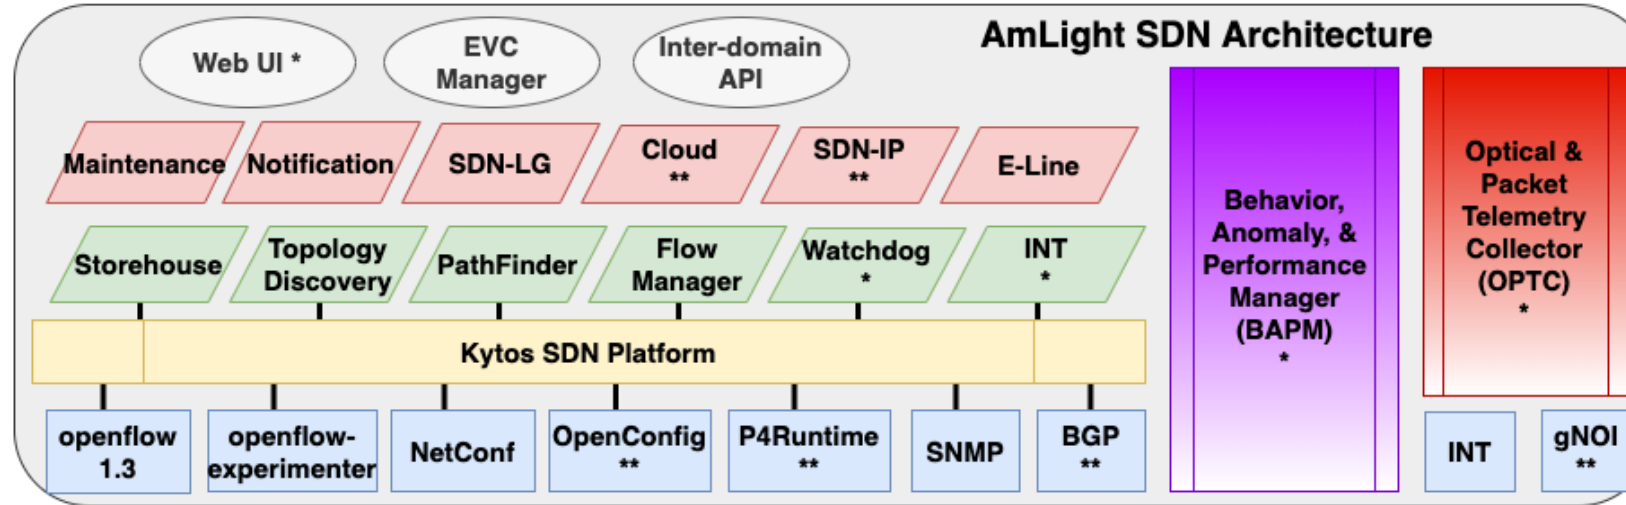 AmLight SDN Architecture
Web UI *
EVC
Manager
Inter-domain
API
Maintenance
Notification
SDN-LG
Cloud
**
SDN-IP
**
E-Line
Storehouse
Topology
Discovery
PathFinder
Flow
Manager
Watchdog
*
INT
*
Kytos SDN Platform
openflow
1.3
openflow-
experimenter
NetConf
OpenConfig
**
P4Runtime
**
SNMP
BGP
**
Behavior,
Anomaly, &
Performance
Manager
(BAPM)
*
Optical &
Packet
Telemetry
Collector
(OPTC)
*
INT
gNOI
**